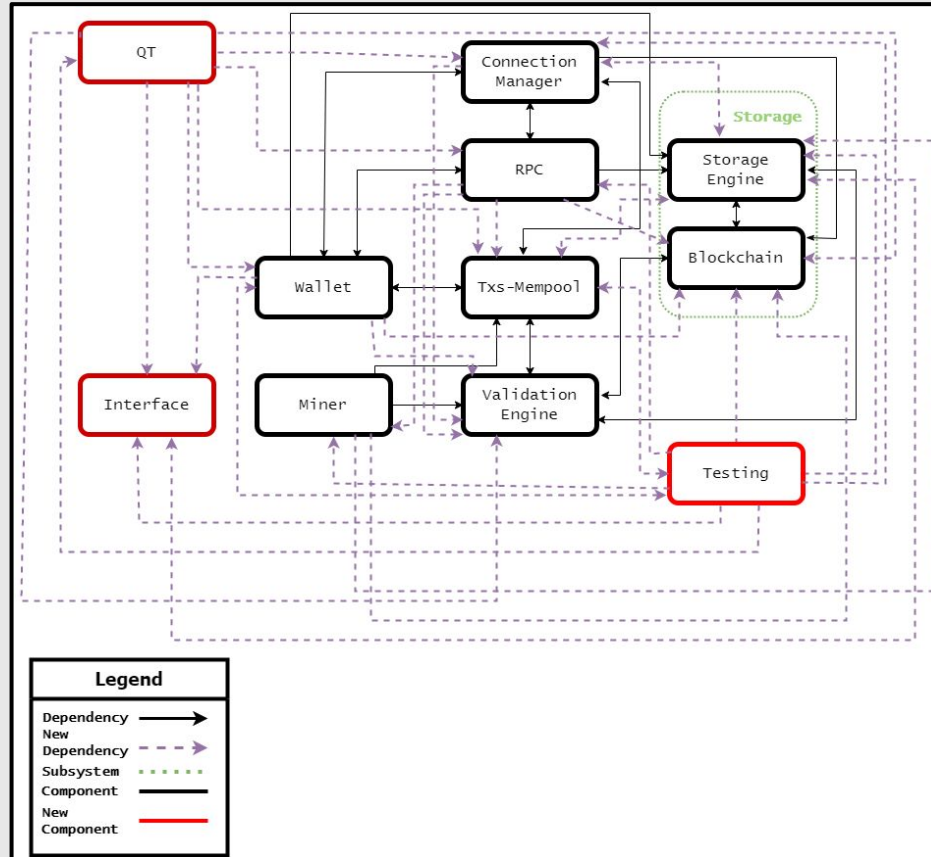 QT
Connection
Manager
Storage
RPC
Storage
Engine
Blockchain
Wallet
Txs-Mempool
Interface
Miner
Validation
Engine
Testing
Legend
Dependency
New
Dependency
Subsystem
Component
New
Component